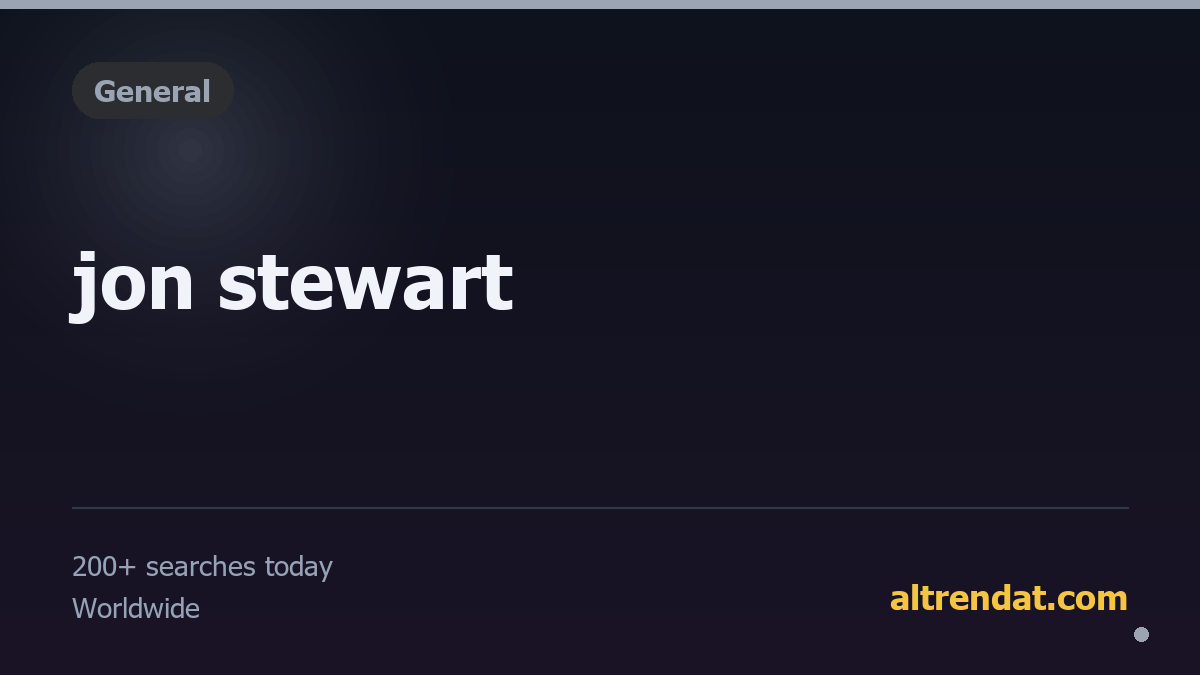 General
jon stewart
200+ searches today
Worldwide
altrendat.com